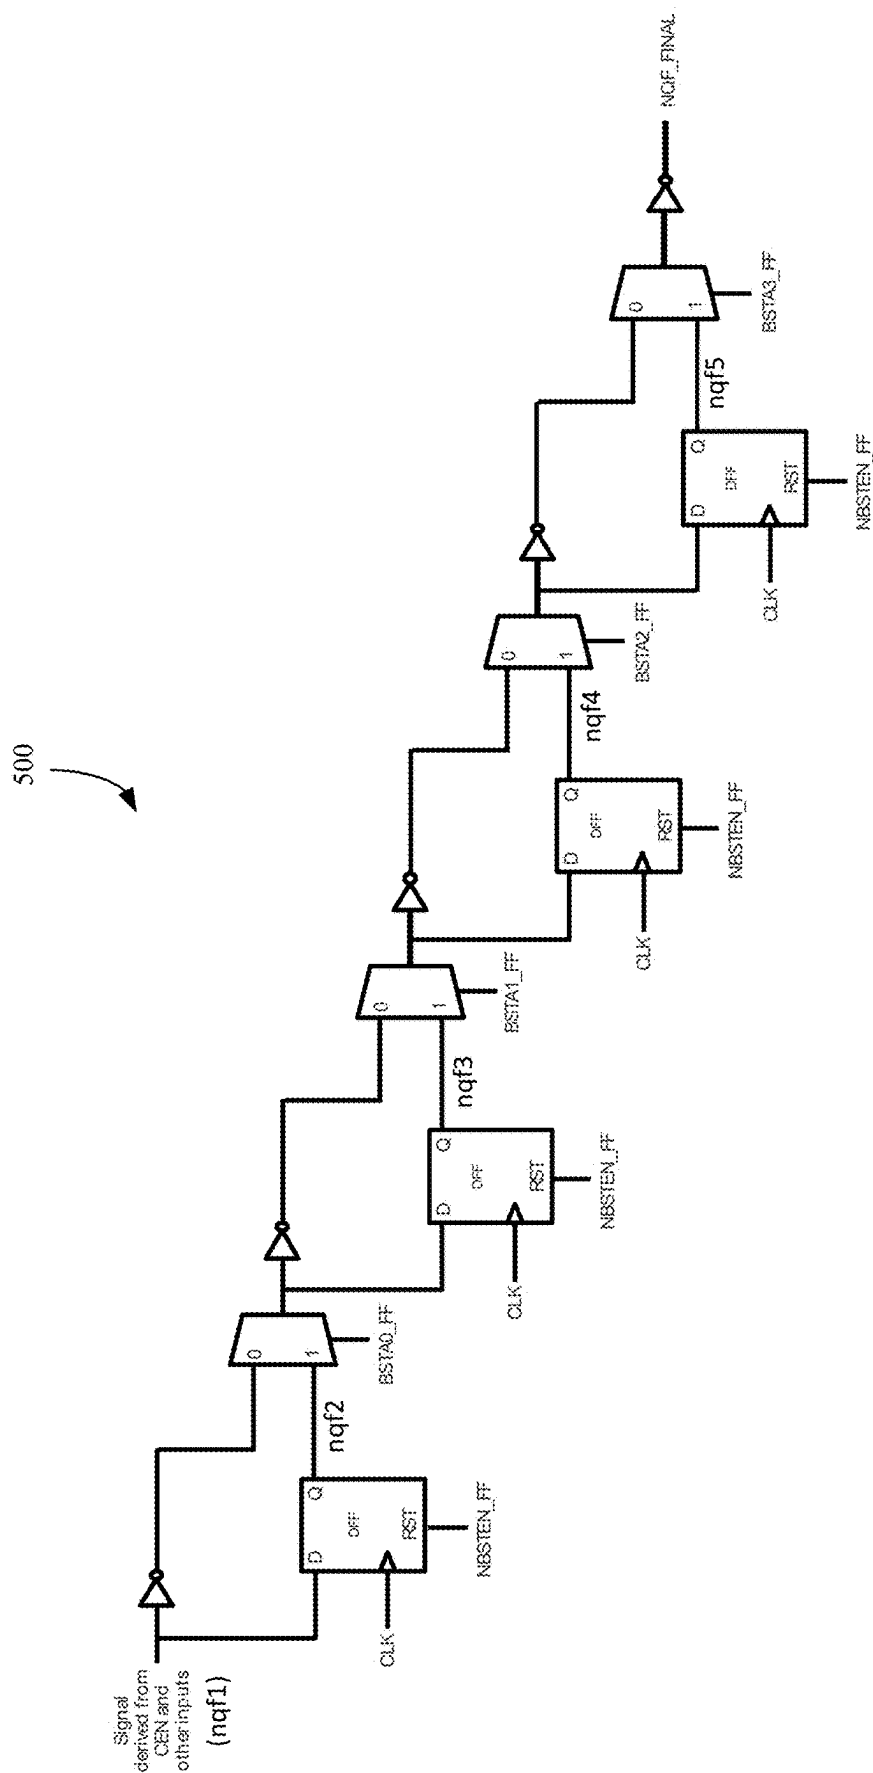 500
Signal
derived from
CEN and
other inputs
(nqf1)
D
Q
DFF
RST
CLK
NBSTEN_FF
nqf2
0
1
BSTA0_FF
D
Q
DFF
RST
CLK
NBSTEN_FF
nqf3
0
1
BSTA1_FF
D
Q
DFF
RST
CLK
NBSTEN_FF
nqf4
0
1
BSTA2_FF
D
Q
DFF
RST
CLK
NBSTEN_FF
nqf5
0
1
BSTA3_FF
NQF_FINAL